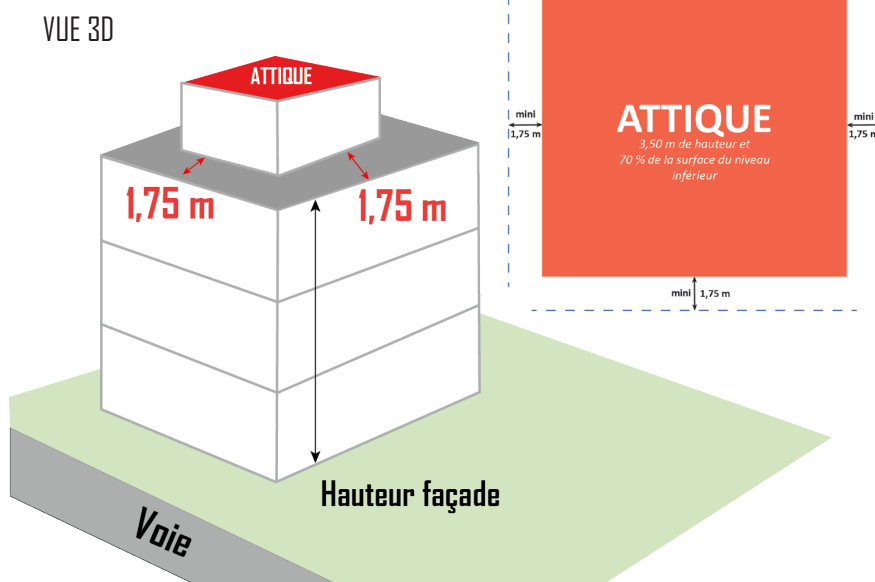 VUE 3D
ATTIQUE
1,75 m
1,75 m
Hauteur façade
Voie
mini
1,75 m
ATTIQUE
3,50 m de hauteur et
70 % de la surface du niveau
inférieur
mini
1,75 m
mini 1,75 m